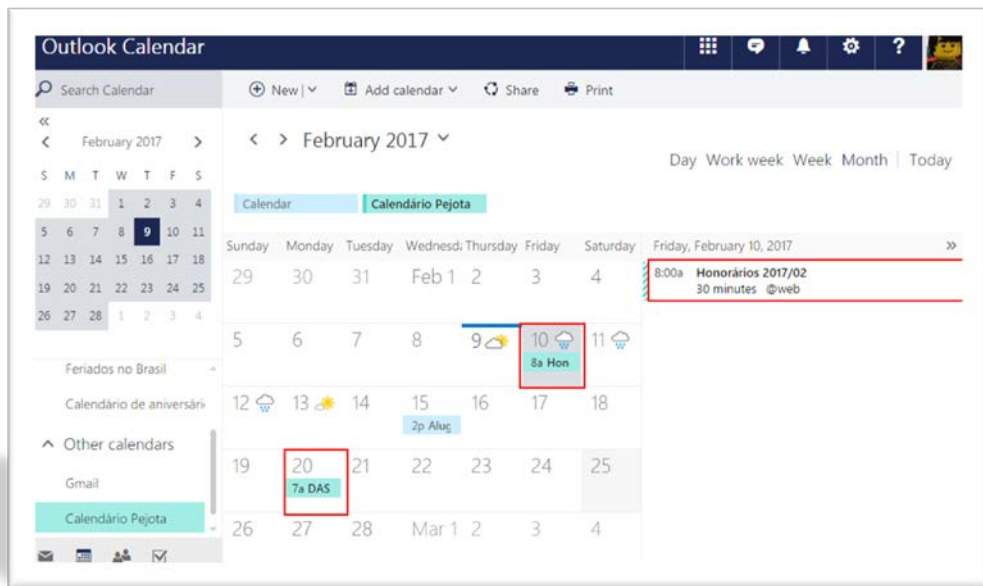 Outlook Calendar
?
Search Calendar
New | Add calendar Share Print
«
< February 2017 >
S M T W T F S
29 30 31 1 2 3 4
5 6 7 8 9 10 11
12 13 14 15 16 17 18
19 20 21 22 23 24 25
26 27 28 1 2 3 4
Feriados no Brasil
Calendário de aniversári
Other calendars
Gmail
Calendário Pejota
< > February 2017
Day Work week Week Month | Today
Calendar Calendário Pejota
Sunday Monday Tuesday Wednesd Thursday Friday Saturday
29 30 31 Feb 1 2 3 4
5 6 7 8 9 10 11
8a Hon
12 13 14 15 16 17 18
2p Alug
19 20 21 22 23 24 25
7a DAS
26 27 28 Mar 1 2 3 4
Friday, February 10, 2017 »
8:00a Honorários 2017/02
30 minutes @web